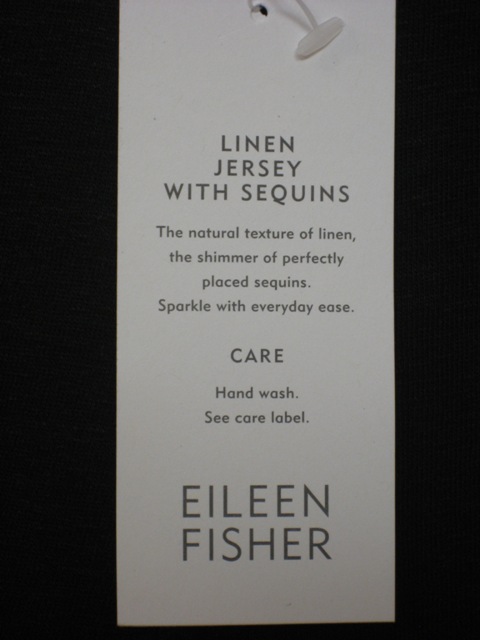 LINEN
JERSEY
WITH SEQUINS
The natural texture of linen,
the shimmer of perfectly
placed sequins.
Sparkle with everyday ease.
CARE
Hand wash.
See care label.
EILEEN
FISHER